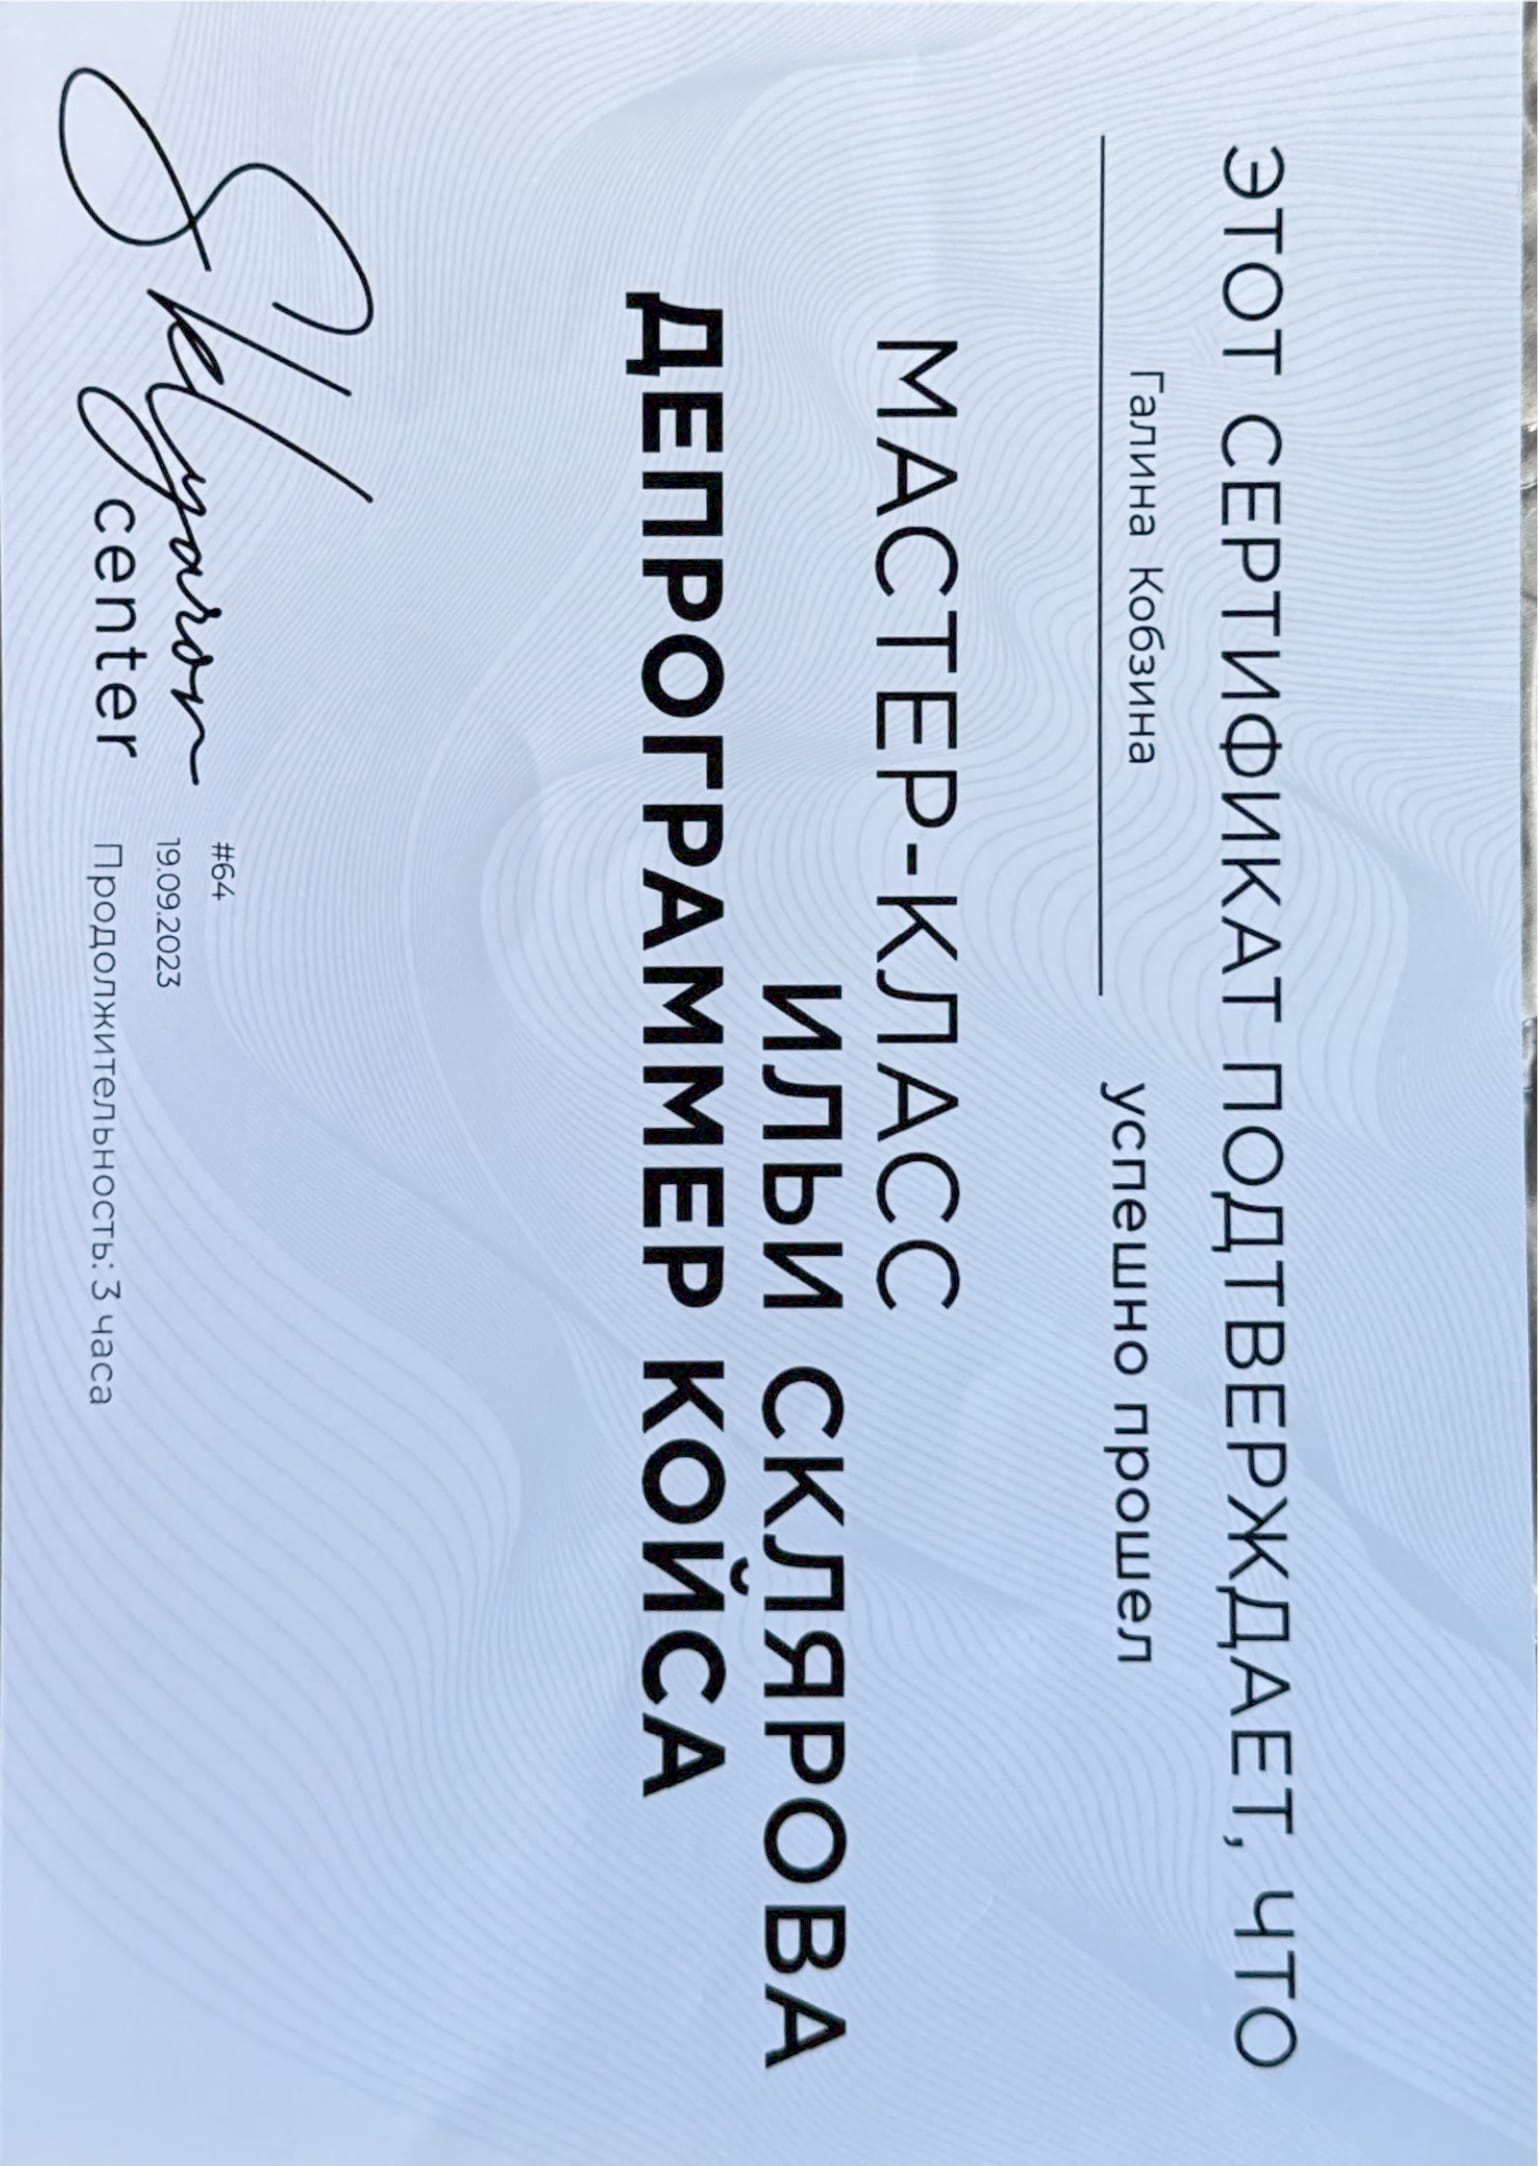 ЭТОТ СЕРТИФИКАТ ПОДТВЕРЖДАЕТ, ЧТО
Галина Кобзина успешно прошел
МАСТЕР-КЛАСС
ИЛЬИ СКЛЯРОВА
ДЕПРОГРАММЕР КОЙСА
Sklyarov
center
#64
19.09.2023
Продолжительность: 3 часа